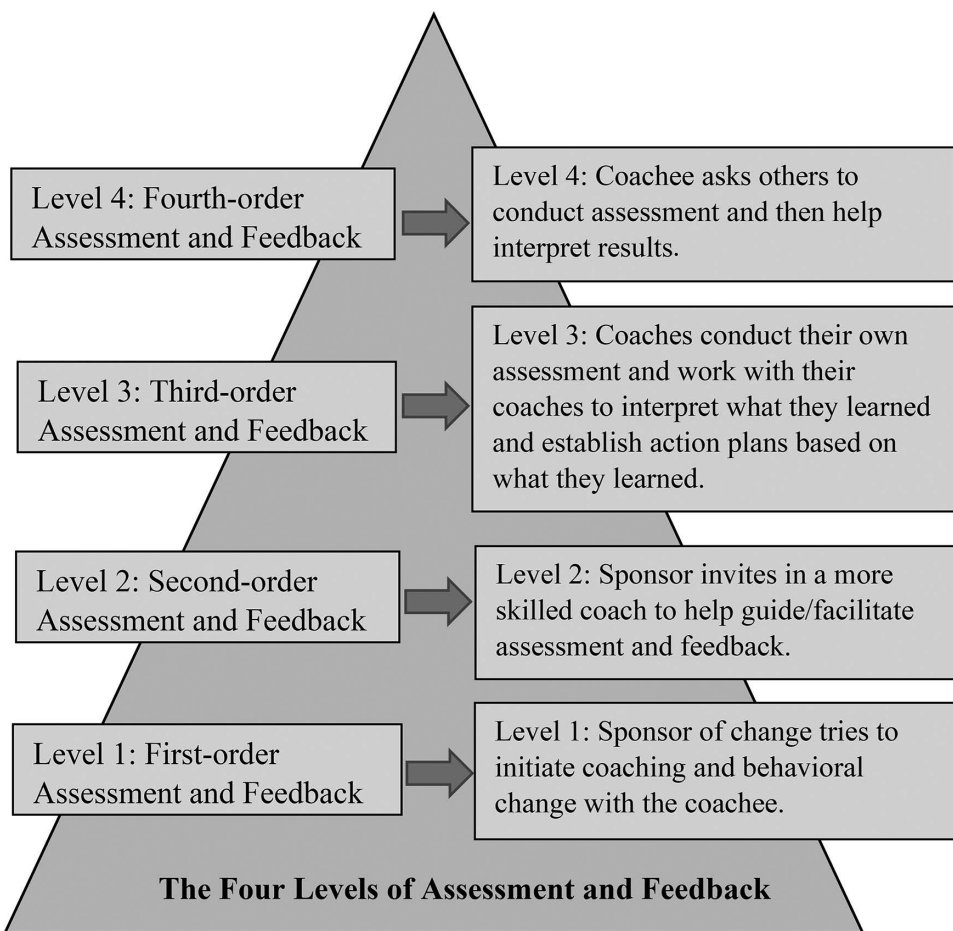 Level 4: Fourth-order
Assessment and Feedback
Level 4: Coachee asks others to
conduct assessment and then help
interpret results.
Level 3: Third-order
Assessment and Feedback
Level 3: Coaches conduct their own
assessment and work with their
coaches to interpret what they learned
and establish action plans based on
what they learned.
Level 2: Second-order
Assessment and Feedback
Level 2: Sponsor invites in a more
skilled coach to help guide/facilitate
assessment and feedback.
Level 1: First-order
Assessment and Feedback
Level 1: Sponsor of change tries to
initiate coaching and behavioral
change with the coachee.
The Four Levels of Assessment and Feedback